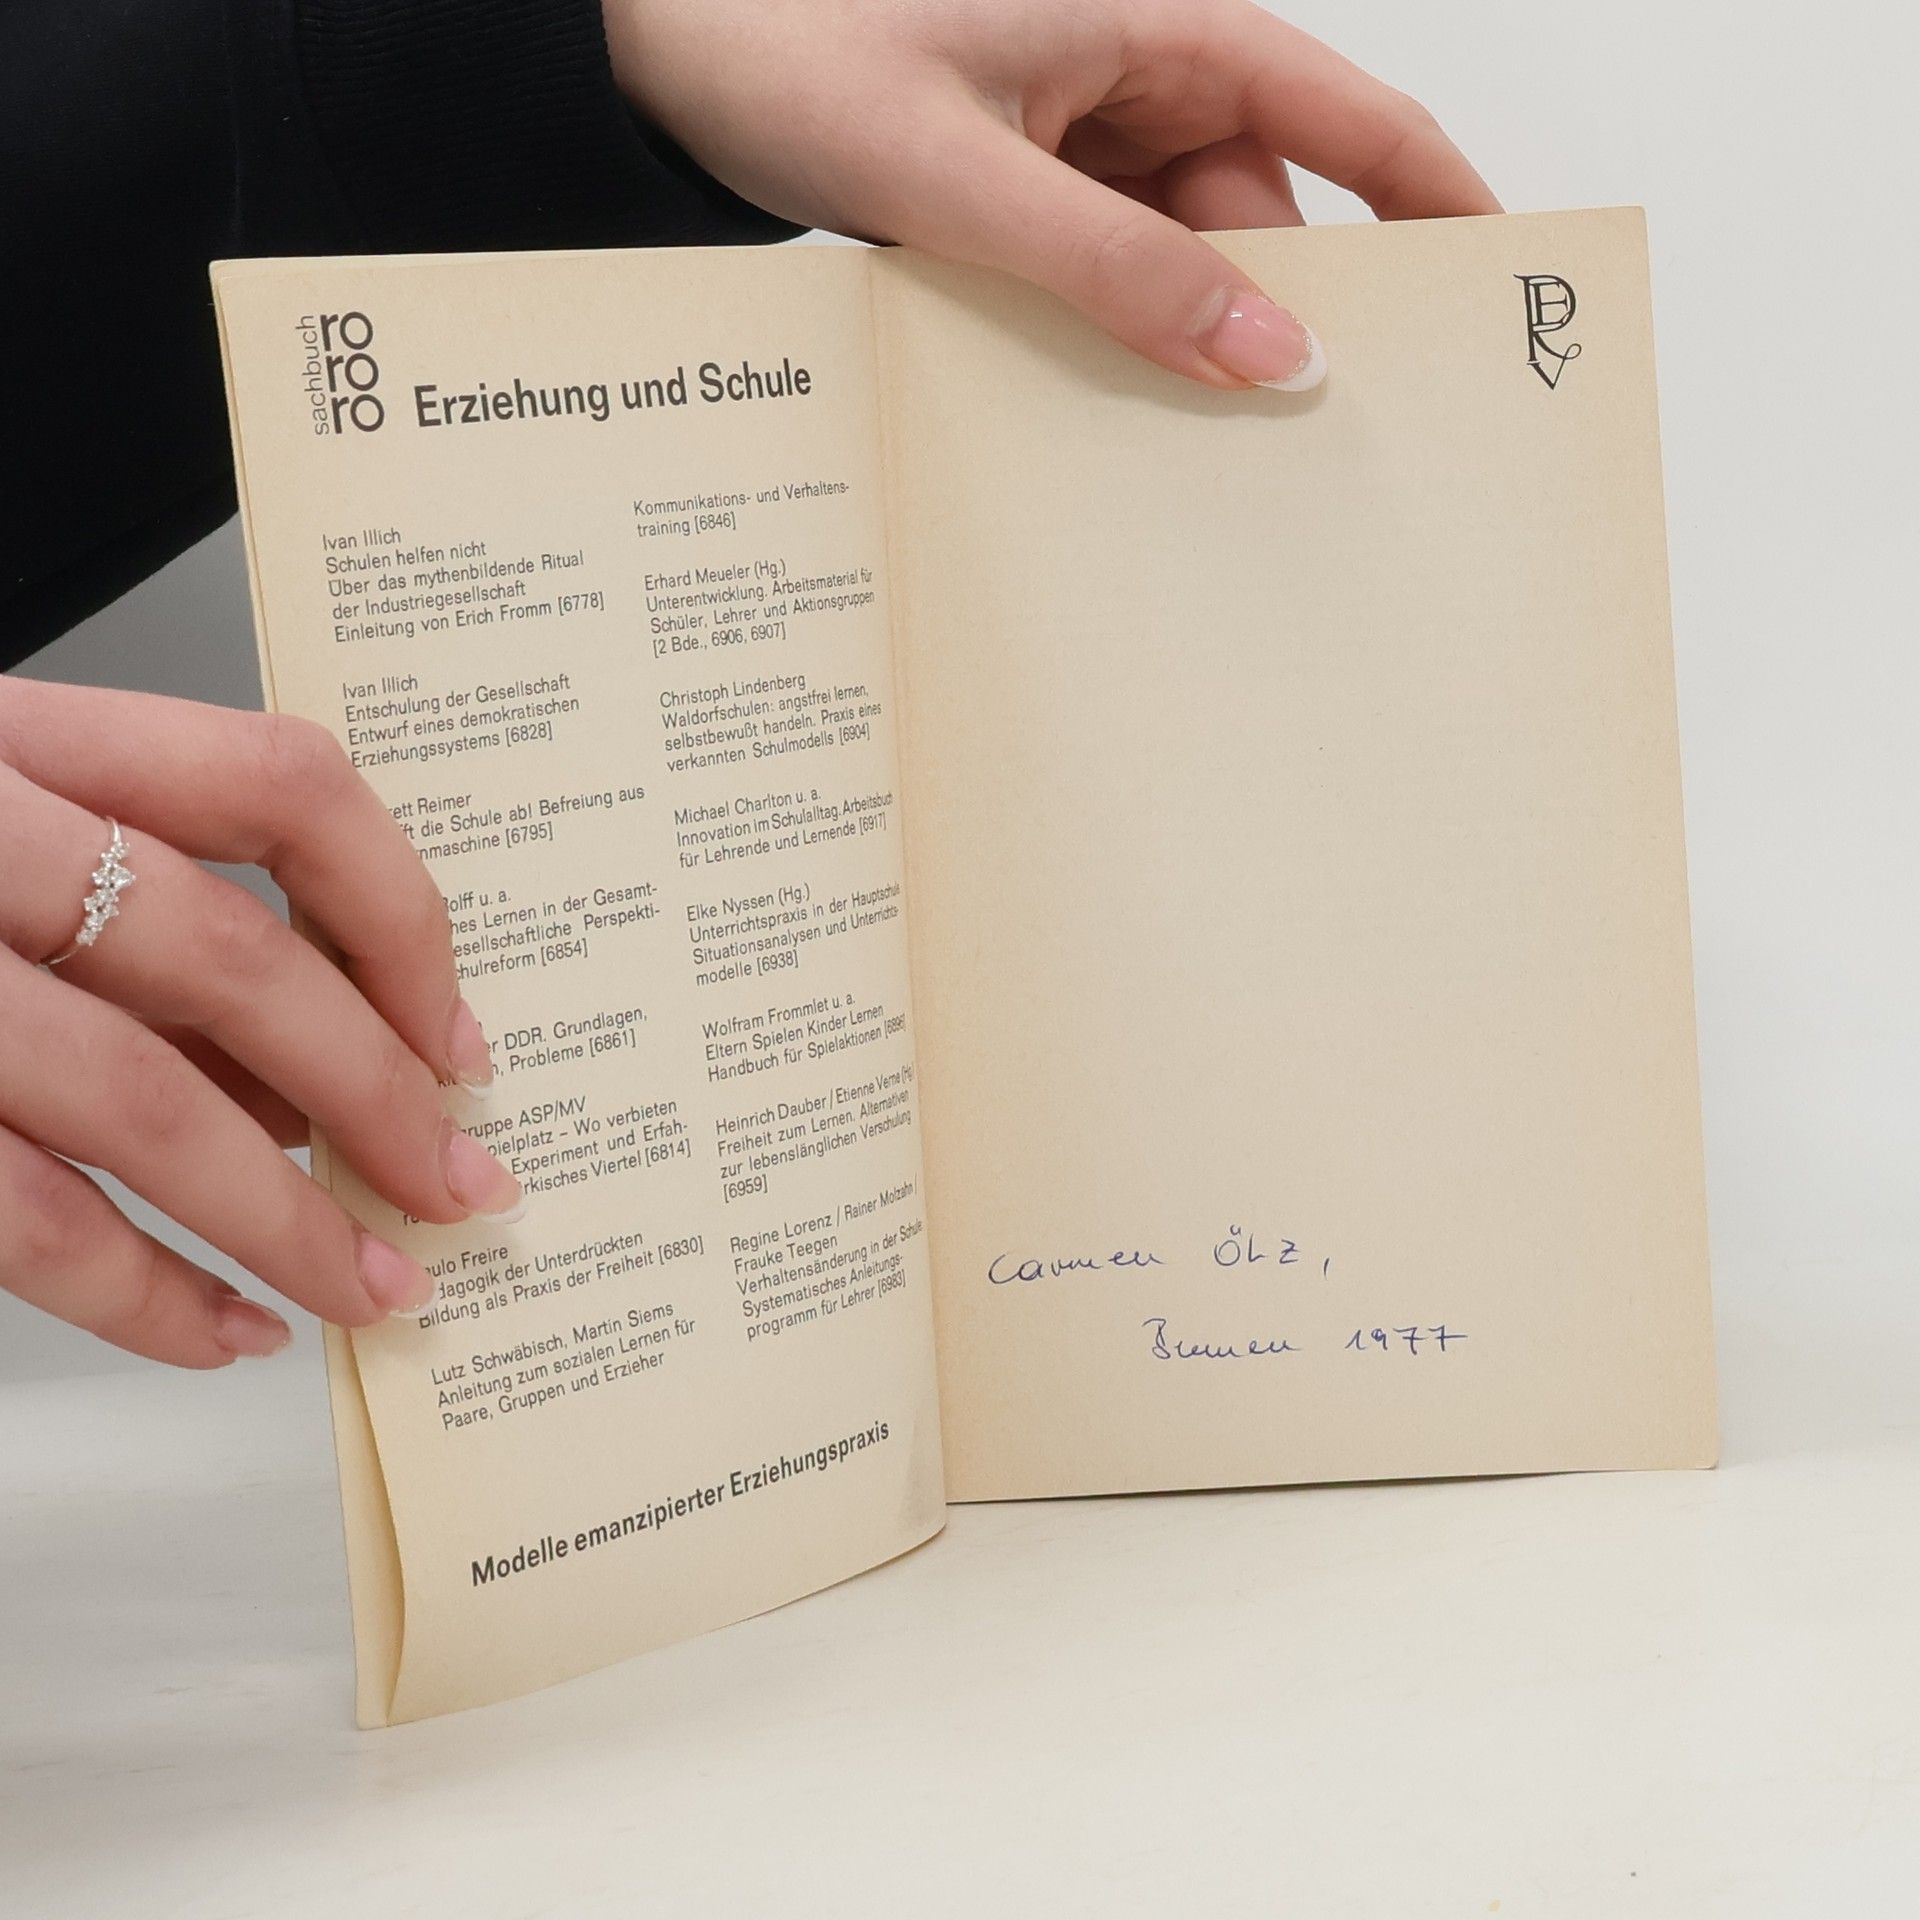 sachbuch
ro
ro
ro
Erziehung und Schule
Ivan Illich
Schulen helfen nicht
Über das mythenbildende Ritual
der Industriegesellschaft
Einleitung von Erich Fromm [6778]
Ivan Illich
Entschulung der Gesellschaft
Entwurf eines demokratischen
Erziehungssystems [6828]
Reimer
die Schule ab! Befreiung aus
[6795]
u. a.
Lernen in der Gesamt-
Perspekti-
[6854]
DDR. Grundlagen,
Probleme [6861]
ASP/MV
– Wo verbieten
Experiment und Erfah-
Viertel [6814]
Freire
der Unterdrückten
Bildung als Praxis der Freiheit [6830]
Lutz Schwäbisch, Martin Siems
Anleitung zum sozialen Lernen für
Paare, Gruppen und Erzieher
Kommunikations- und Verhaltens-
training [6846]
Erhard Meueler (Hg.)
Unterentwicklung. Arbeitsmaterial für
Schüler, Lehrer und Aktionsgruppen
[2 Bde., 6906, 6907]
Christoph Lindenberg
Waldorfschulen: angstfrei lernen,
selbstbewußt handeln. Praxis eines
verkannten Schulmodells [6904]
Michael Charlton u. a.
Innovation im Schulalltag. Arbeitsbuch
für Lehrende und Lernende [6917]
Elke Nyssen (Hg.)
Unterrichtspraxis in der Hauptschule
Situationsanalysen und Unterrichts-
modelle [6938]
Wolfram Frommlet u. a.
Eltern Spielen Kinder Lernen
Handbuch für Spielaktionen [6896]
Heinrich Dauber / Etienne Verne (Hg.)
Freiheit zum Lernen. Alternativen
zur lebenslänglichen Verschulung
[6959]
Regine Lorenz / Rainer Molzahn /
Frauke Teegen
Verhaltensänderung in der Schule
Systematisches Anleitungs-
programm für Lehrer [6983]
Modelle emanzipierter Erziehungspraxis
Carmen Ölz,
1977